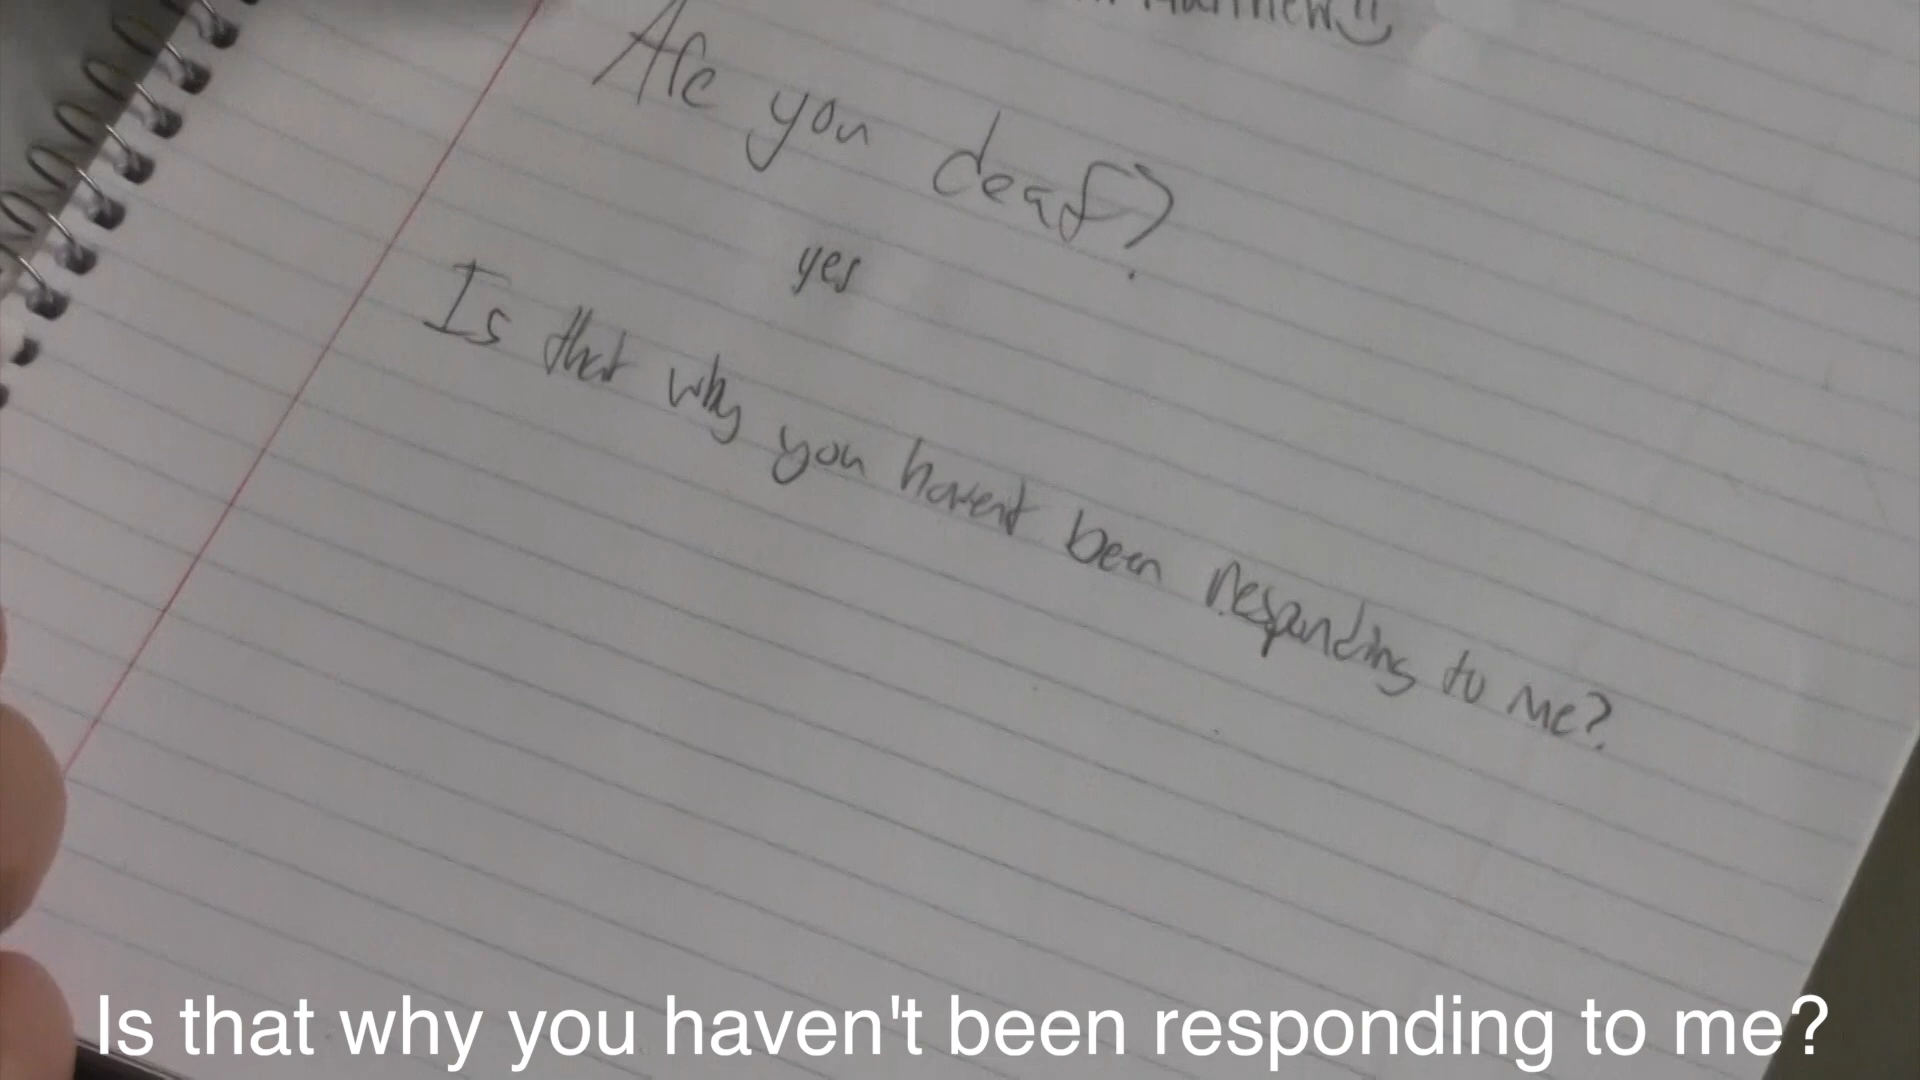 Matthew :)
Are you deaf?
yes
Is that why you havent been responding to me?
Is that why you haven't been responding to me?